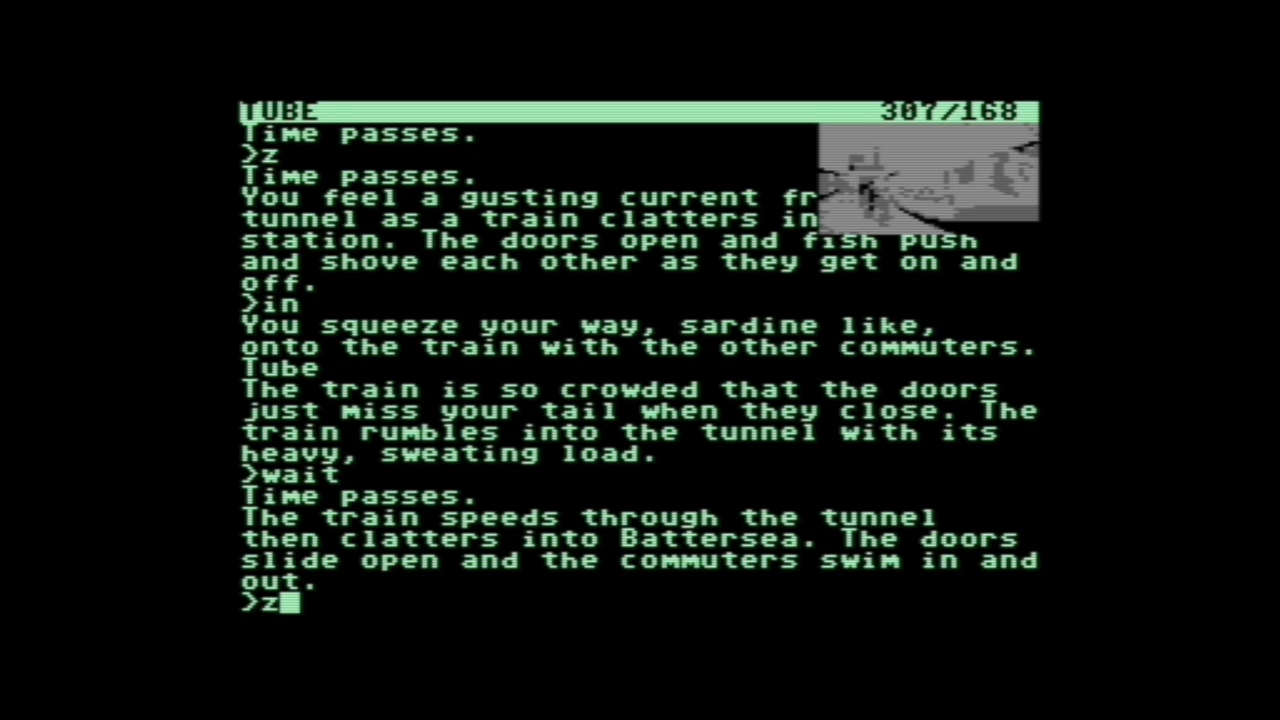 TUBE 307/168
Time passes.
>z
Time passes.
You feel a gusting current fr
tunnel as a train clatters in
station. The doors open and fish push
and shove each other as they get on and
off.
>in
You squeeze your way, sardine like,
onto the train with the other commuters.
Tube
The train is so crowded that the doors
just miss your tail when they close. The
train rumbles into the tunnel with its
heavy, sweating load.
>wait
Time passes.
The train speeds through the tunnel
then clatters into Battersea. The doors
slide open and the commuters swim in and
out.
>z